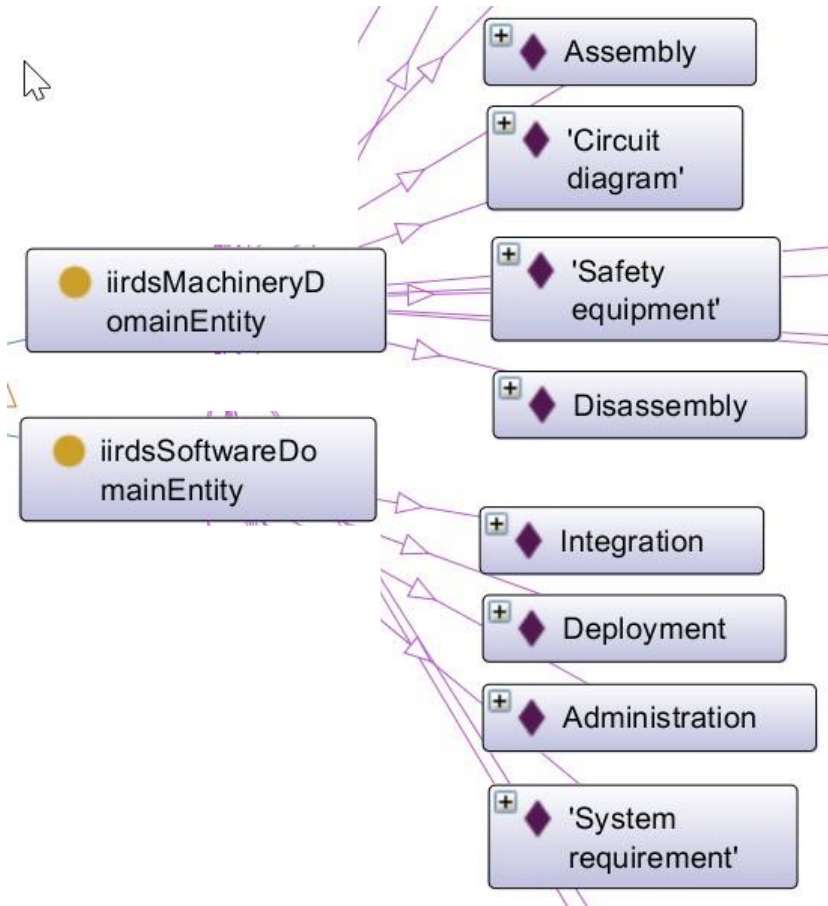 Assembly
'Circuit
diagram'
iirdsMachineryD
omainEntity
'Safety
equipment'
Disassembly
iirdsSoftwareDo
mainEntity
Integration
Deployment
Administration
'System
requirement'